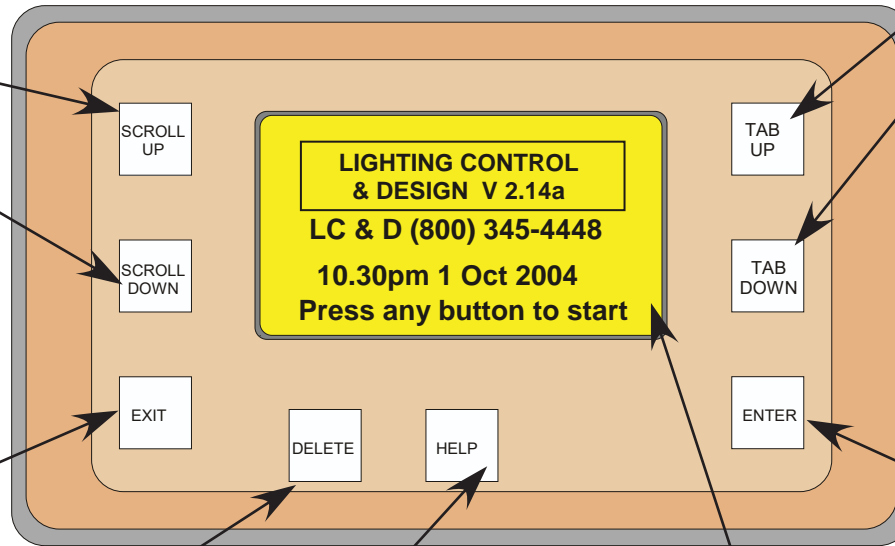 SCROLL
UP
LIGHTING CONTROL
& DESIGN V 2.14a
LC & D (800) 345-4448
10.30pm 1 Oct 2004
Press any button to start
TAB
UP
SCROLL
DOWN
TAB
DOWN
EXIT
DELETE
HELP
ENTER